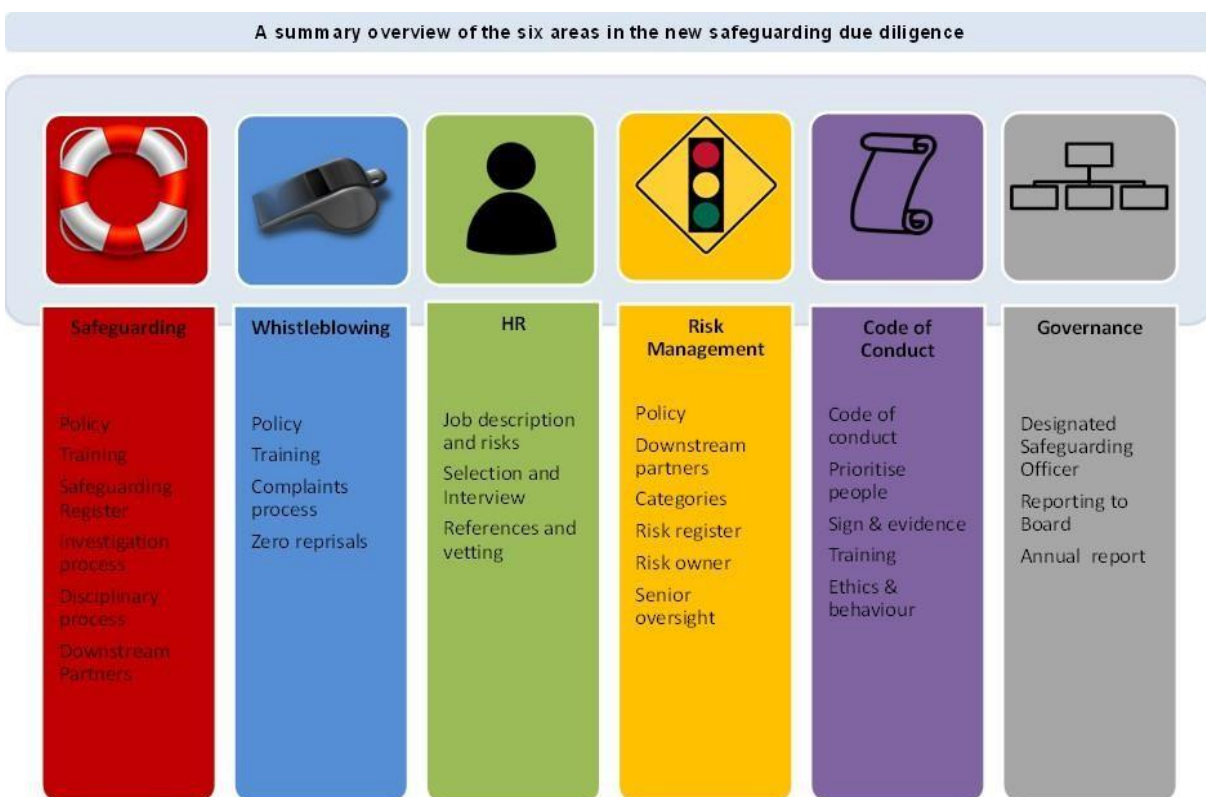 A summary overview of the six areas in the new safeguarding due diligence
Safeguarding
Policy
Training
Safeguarding
Register
Investigation
process
Disciplinary
process
Downstream
Partners
Whistleblowing
Policy
Training
Complaints
process
Zero reprisals
HR
Job description
and risks
Selection and
Interview
References and
vetting
Risk
Management
Policy
Downstream
partners
Categories
Risk register
Risk owner
Senior
oversight
Code of
Conduct
Code of
conduct
Prioritise
people
Sign & evidence
Training
Ethics &
behaviour
Governance
Designated
Safeguarding
Officer
Reporting to
Board
Annual report